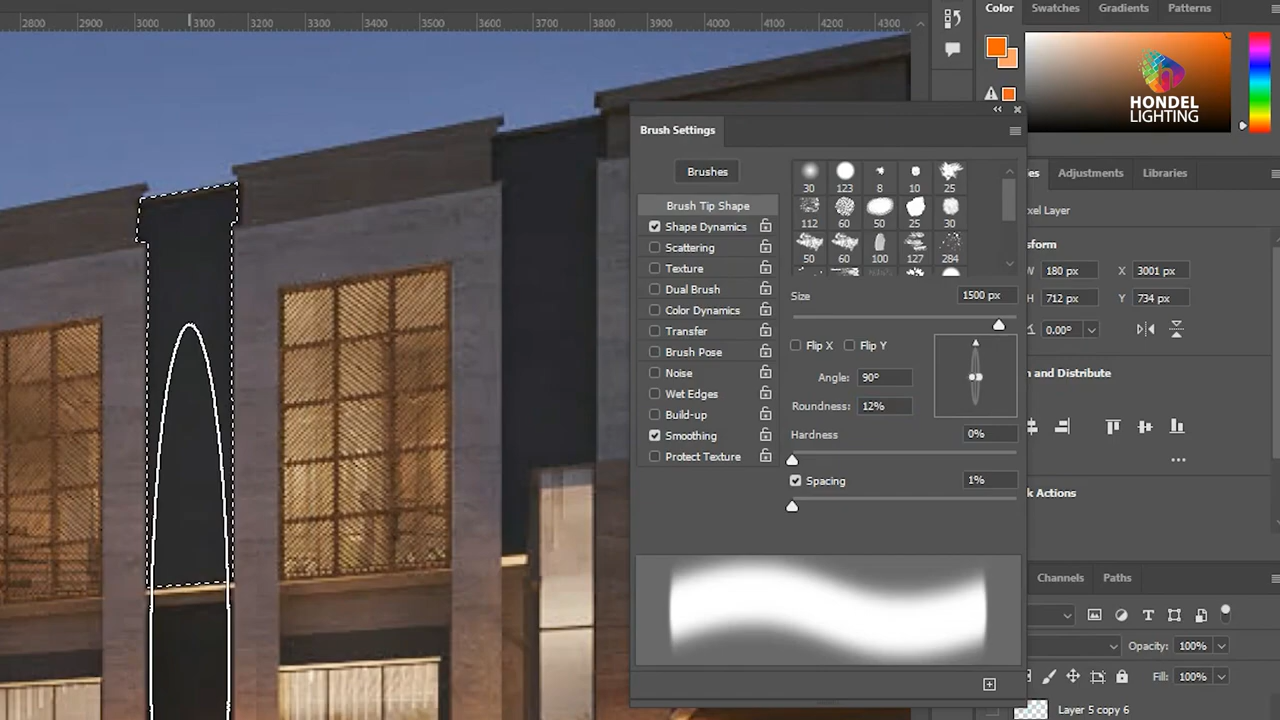 2800 2900 3000 3100 3200 3300 3400 3500 3600 3700 3800 3900 4000 4100 4200 4300
Color Swatches Gradients Patterns
HONDEL
LIGHTING
Brush Settings
Brushes
Brush Tip Shape
Shape Dynamics
Scattering
Texture
Dual Brush
Color Dynamics
Transfer
Brush Pose
Noise
Wet Edges
Build-up
Smoothing
Protect Texture
30 123 8 10 25
112 60 50 25 30
50 60 100 127 284
Size 1500 px
Flip X Flip Y
Angle: 90°
Roundness: 12%
Hardness 0%
Spacing 1%
es Adjustments Libraries
xel Layer
sform
W 180 px X 3001 px
H 712 px Y 734 px
0.00°
n and Distribute
k Actions
Channels Paths
Opacity: 100%
Fill: 100%
Layer 5 copy 6